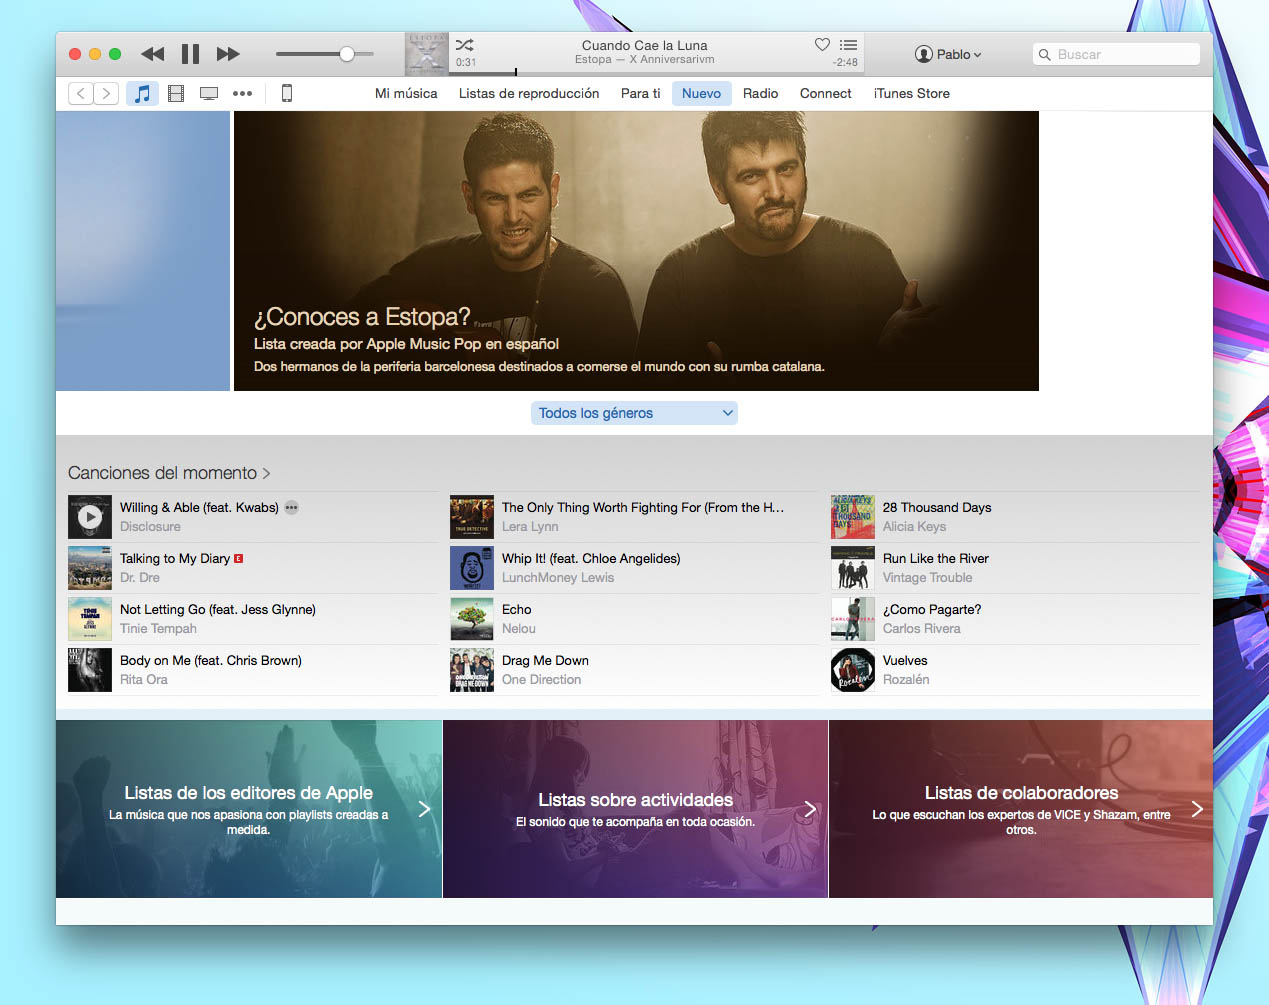 Cuando Cae la Luna
0:31
Estopa — X Anniversarivm
-2:48
Pablo
Buscar
Mi música
Listas de reproducción
Para ti
Nuevo
Radio
Connect
iTunes Store
¿Conoces a Estopa?
Lista creada por Apple Music Pop en español
Dos hermanos de la periferia barcelonesa destinados a comerse el mundo con su rumba catalana.
Todos los géneros
Canciones del momento >
Willing & Able (feat. Kwabs)
Disclosure
The Only Thing Worth Fighting For (From the H...
Lera Lynn
28 Thousand Days
Alicia Keys
Talking to My Diary E
Dr. Dre
Whip It! (feat. Chloe Angelides)
LunchMoney Lewis
Run Like the River
Vintage Trouble
Not Letting Go (feat. Jess Glynne)
Tinie Tempah
Echo
Nelou
¿Como Pagarte?
Carlos Rivera
Body on Me (feat. Chris Brown)
Rita Ora
Drag Me Down
One Direction
Vuelves
Rozalén
Listas de los editores de Apple
La música que nos apasiona con playlists creadas a
medida.
Listas sobre actividades
El sonido que te acompaña en toda ocasión.
Listas de colaboradores
Lo que escuchan los expertos de VICE y Shazam, entre
otros.